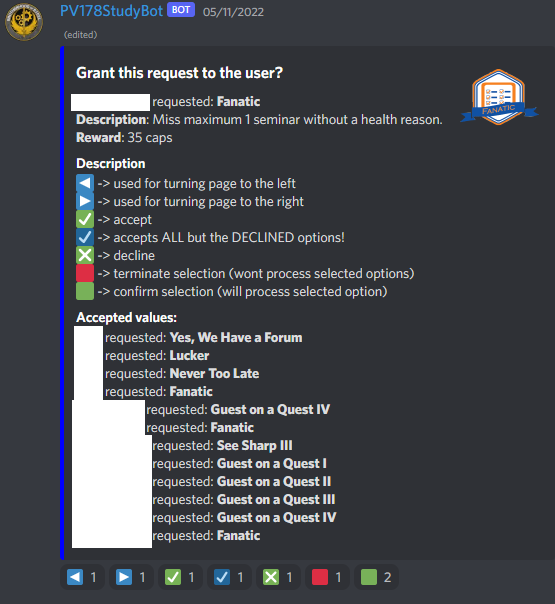 PV178StudyBot BOT 05/11/2022
(edited)
Grant this request to the user?
requested: Fanatic
FANATIC
Description: Miss maximum 1 seminar without a health reason.
Reward: 35 caps
Description
-> used for turning page to the left
-> used for turning page to the right
-> accept
-> accepts ALL but the DECLINED options!
-> decline
-> terminate selection (wont process selected options)
-> confirm selection (will process selected option)
Accepted values:
requested: Yes, We Have a Forum
requested: Lucker
requested: Never Too Late
requested: Fanatic
requested: Guest on a Quest IV
requested: Fanatic
requested: See Sharp III
requested: Guest on a Quest I
requested: Guest on a Quest II
requested: Guest on a Quest III
requested: Guest on a Quest IV
requested: Fanatic
1 1 1 1 1 1 2